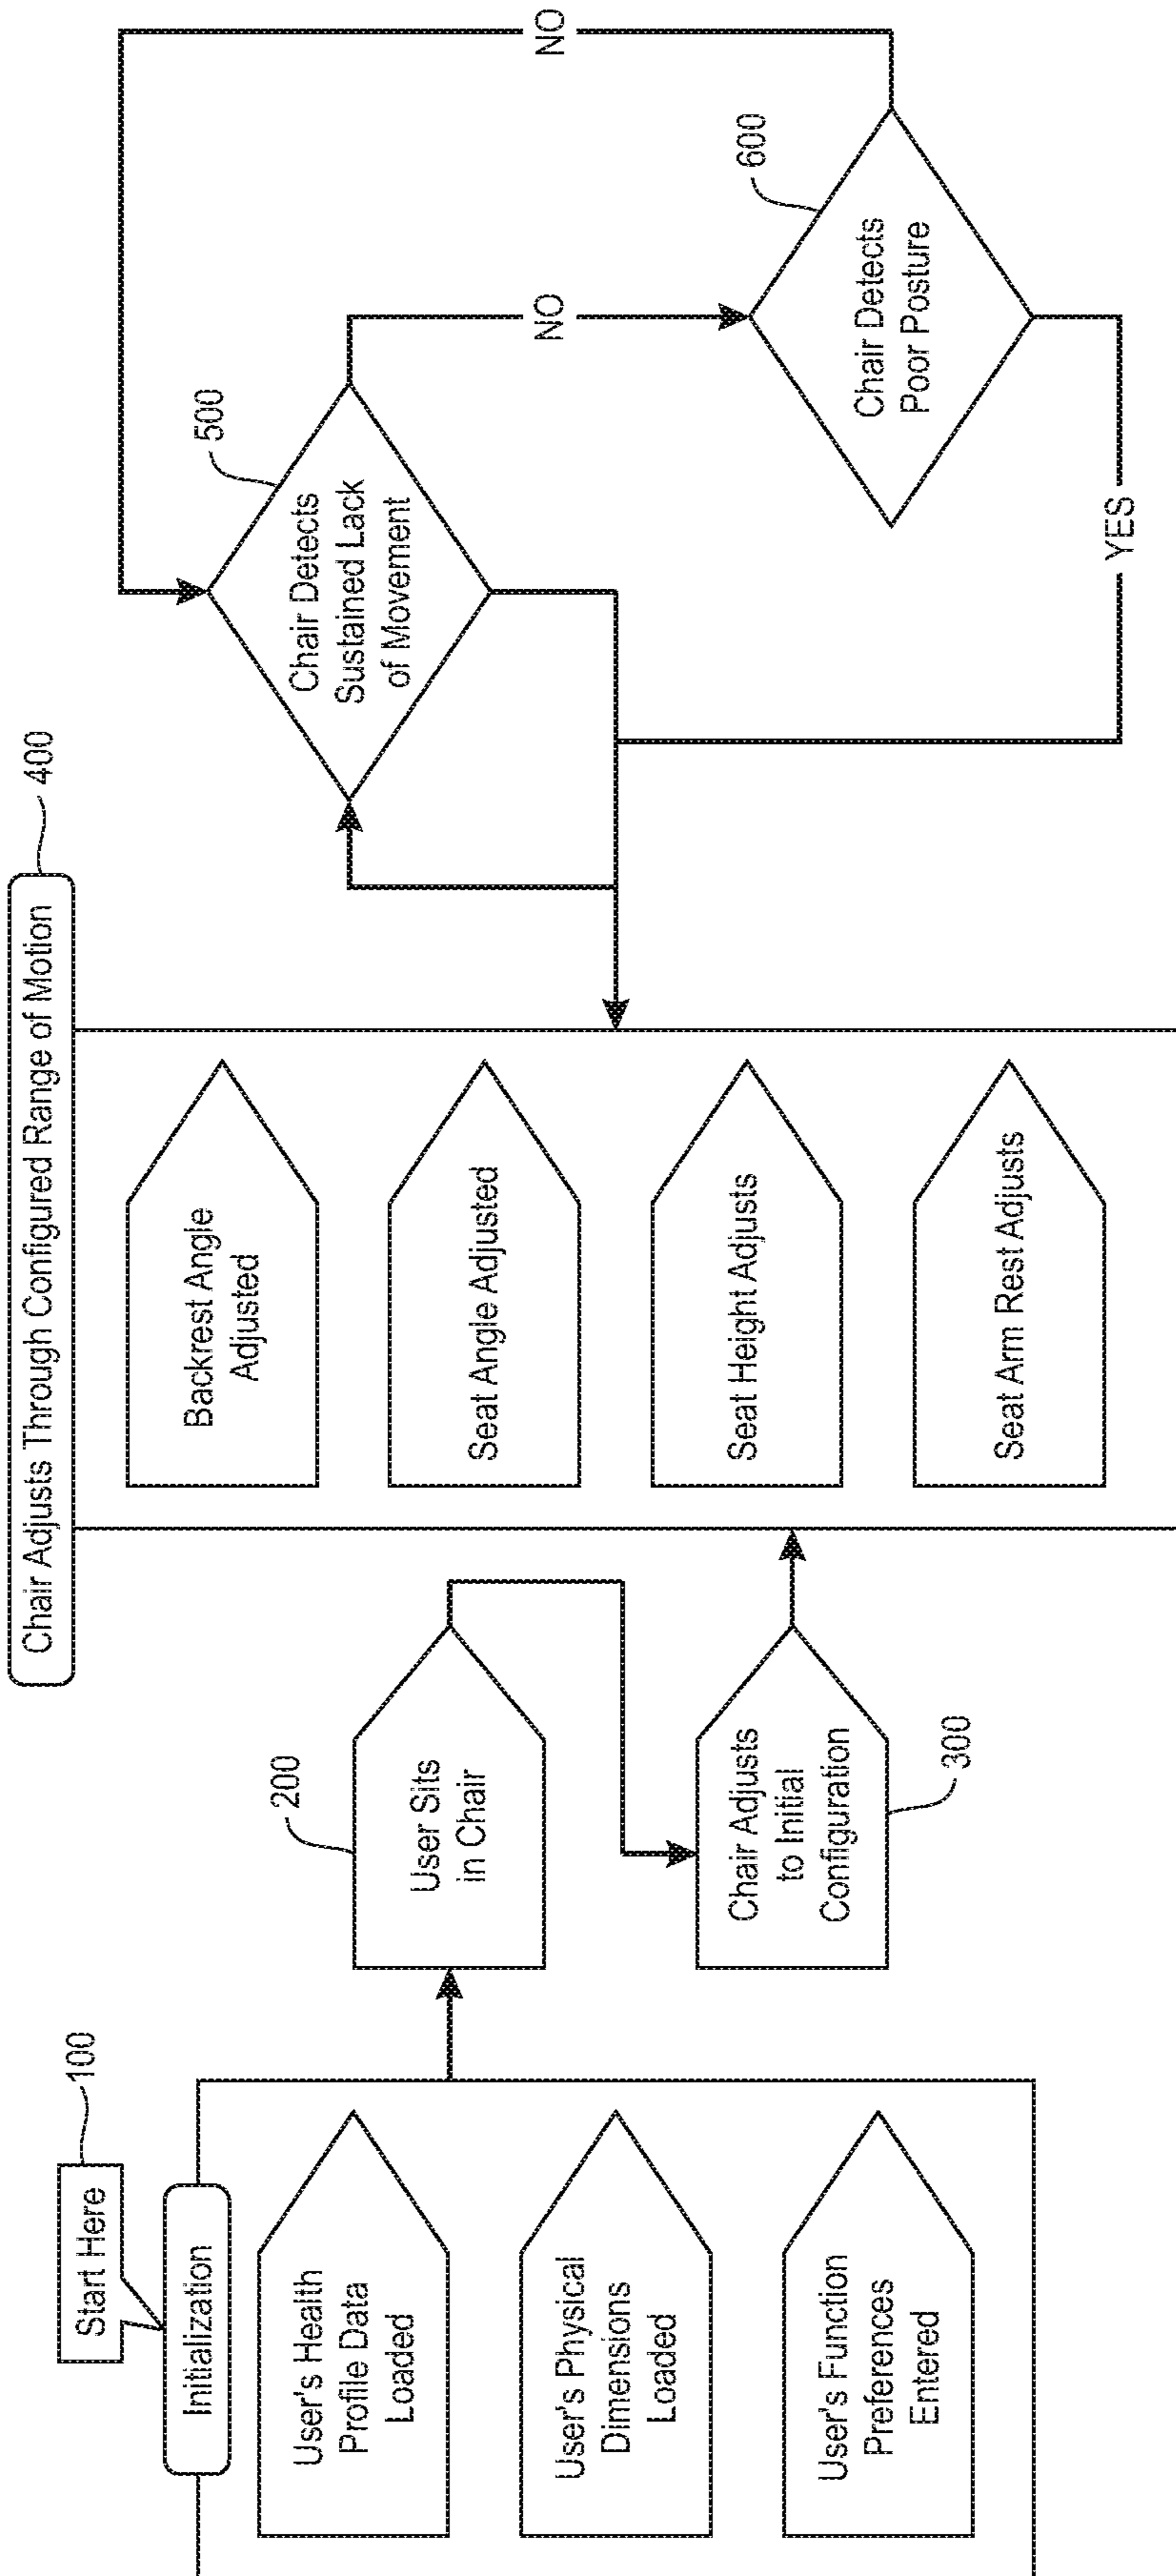 Start Here
100
Initialization
User's Health
Profile Data
Loaded
User's Physical
Dimensions
Loaded
User's Function
Preferences
Entered
200
User Sits
in Chair
Chair Adjusts
to Initial
Configuration
300
Chair Adjusts Through Configured Range of Motion
400
Backrest Angle
Adjusted
Seat Angle Adjusted
Seat Height Adjusts
Seat Arm Rest Adjusts
500
Chair Detects
Sustained Lack
of Movement
NO
600
Chair Detects
Poor Posture
YES
NO